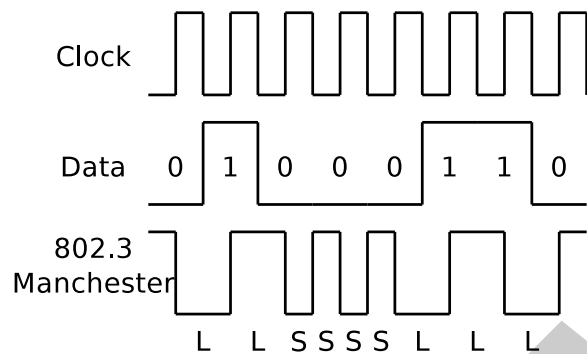 Clock
Data 0 1 0 0 0 1 1 0
802.3
Manchester
L L S S S S L L L